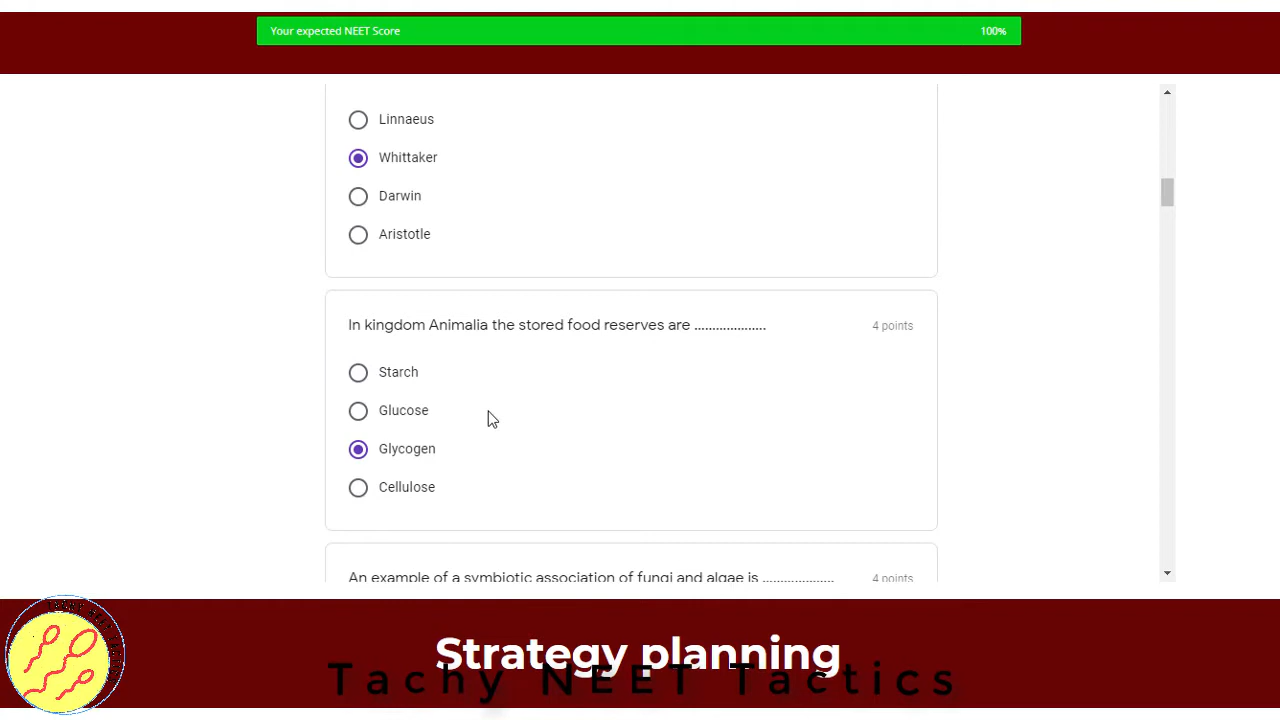 Your expected NEET Score 100%
Linnaeus
Whittaker
Darwin
Aristotle
In kingdom Animalia the stored food reserves are .................... 4 points
Starch
Glucose
Glycogen
Cellulose
An example of a symbiotic association of fungi and algae is .................... 4 points
Strategy planning
Tachy NEET Tactics